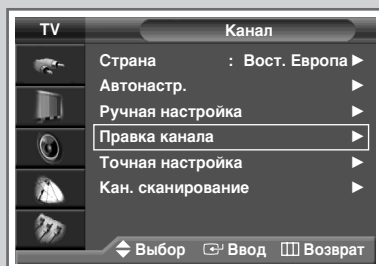 TV
Канал
Страна : Вост. Европа ►
Автонастр. ►
Ручная настройка ►
Правка канала ►
Точная настройка ►
Кан. сканирование ►
Выбор Ввод Возврат